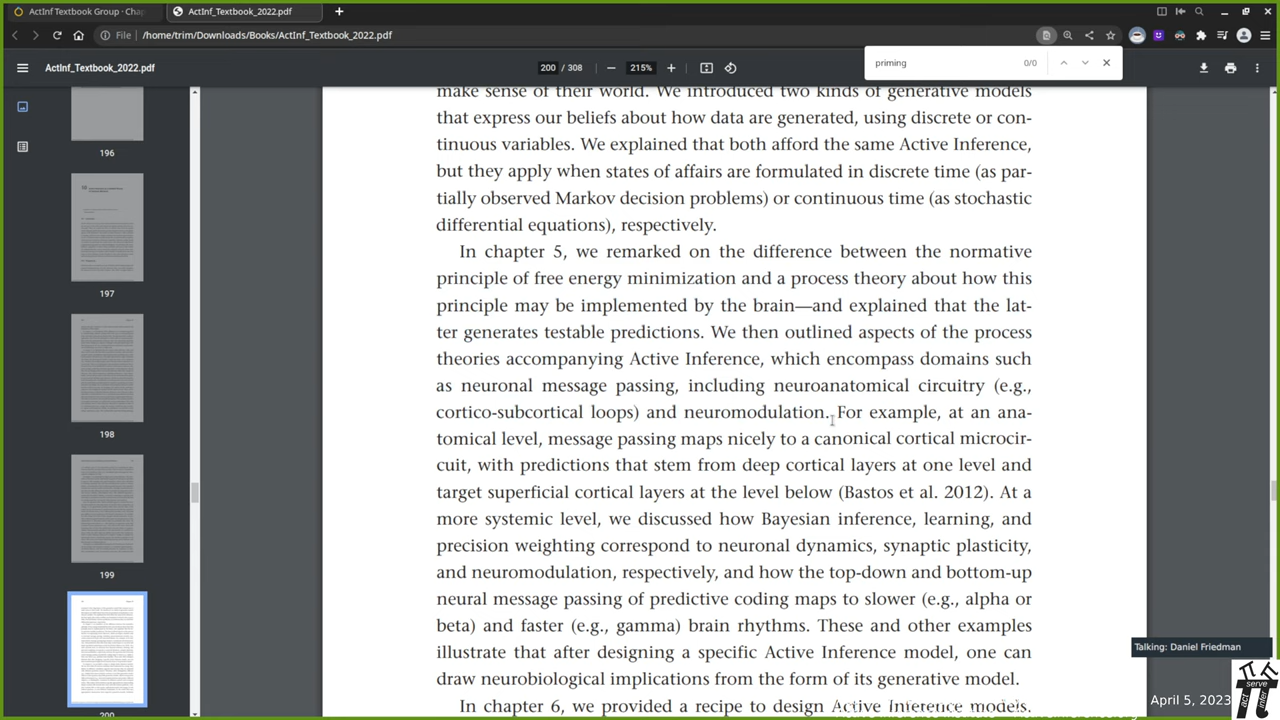 ActInf Textbook Group · Chap
ActInf_Textbook_2022.pdf
File
/home/trim/Downloads/Books/ActInf_Textbook_2022.pdf
ActInf_Textbook_2022.pdf
200 / 308
215%
priming
0/0
196
197
198
199
200
make sense of their world. We introduced two kinds of generative models
that express our beliefs about how data are generated, using discrete or con-
tinuous variables. We explained that both afford the same Active Inference,
but they apply when states of affairs are formulated in discrete time (as par-
tially observed Markov decision problems) or continuous time (as stochastic
differential equations), respectively.
In chapter 5, we remarked on the difference between the normative
principle of free energy minimization and a process theory about how this
principle may be implemented by the brain—and explained that the lat-
ter generates testable predictions. We then outlined aspects of the process
theories accompanying Active Inference, which encompass domains such
as neuronal message passing, including neuroanatomical circuitry (e.g.,
cortico-subcortical loops) and neuromodulation. For example, at an ana-
tomical level, message passing maps nicely to a canonical cortical microcir-
cuit, with predictions that stem from deep cortical layers at one level and
target superficial cortical layers at the level below (Bastos et al. 2012). At a
more systemic level, we discussed how Bayesian inference, learning, and
precision weighting correspond to neuronal dynamics, synaptic plasticity,
and neuromodulation, respectively, and how the top-down and bottom-up
neural message passing of predictive coding map to slower (e.g., alpha or
beta) and faster (e.g., gamma) brain rhythms. These and other examples
illustrate that after designing a specific Active Inference model, one can
draw neurobiological implications from the form of its generative model.
In chapter 6, we provided a recipe to design Active Inference models.
Talking: Daniel Friedman
April 5, 2023
act
serve
infer